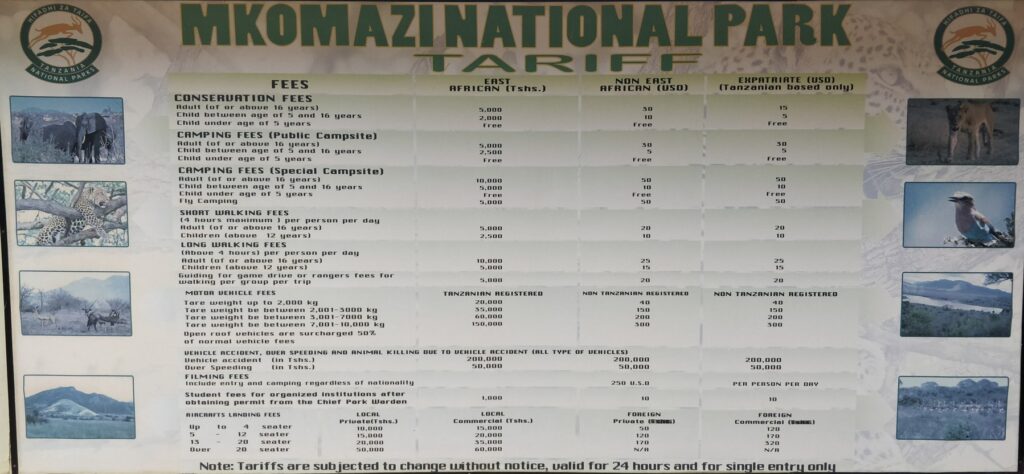 HIFADHI ZA TAIFA
TANZANIA
NATIONAL PARKS
MKOMAZI NATIONAL PARK
TARIFF
HIFADHI ZA TAIFA
TANZANIA
NATIONAL PARKS
FEES EAST AFRICAN (Tshs.) NON EAST AFRICAN (USD) EXPATRIATE (USD) (Tanzanian based only)
CONSERVATION FEES
Adult (of or above 16 years) 5,000 30 15
Child between age of 5 and 16 years 2,000 10 5
Child under age of 5 years Free Free Free
CAMPING FEES (Public Campsite)
Adult (of or above 16 years) 5,000 30 30
Child between age of 5 and 16 years 2,500 5 5
Child under age of 5 years Free Free Free
CAMPING FEES (Special Campsite)
Adult (of or above 16 years) 10,000 50 50
Child between age of 5 and 16 years 5,000 10 10
Child under age of 5 years Free Free Free
Fly Camping 5,000 50 50
SHORT WALKING FEES
(4 hours maximum ) per person per day
Adult (of or above 16 years) 5,000 20 20
Children (above 12 years) 2,500 10 10
LONG WALKING FEES
(Above 4 hours) per person per day
Adult (of or above 16 years) 10,000 25 25
Children (above 12 years) 5,000 15 15
Guiding for game drive or rangers fees for
walking per group per trip 5,000 20 20
MOTOR VEHICLE FEES TANZANIAN REGISTERED NON TANZANIAN REGISTERED NON TANZANIAN REGISTERED
Tare weight up to 2,000 kg 20,000 40 40
Tare weight be between 2,001-3000 kg 35,000 150 150
Tare weight be between 3,001-7000 kg 60,000 200 200
Tare weight be between 7,001-10,000 kg 150,000 300 300
Open roof vehicles are surcharged 50%
of normal vehicle fees
VEHICLE ACCIDENT, OVER SPEEDING AND ANIMAL KILLING DUE TO VEHICLE ACCIDENT (ALL TYPE OF VEHICLES)
Vehicle accident (in Tshs.) 200,000 200,000 200,000
Over Speeding (in Tshs.) 50,000 50,000 50,000
FILMING FEES
Include entry and camping regardless of nationality 250 U.S.D PER PERSON PER DAY
Student fees for organized institutions after
obtaining permit from the Chief Park Warden 1,000 10 10
AIRCRAFTS LANDING FEES LOCAL Private(Tshs.) LOCAL Commercial (Tshs.) FOREIGN Private FOREIGN Commercial
Up to 4 seater 10,000 15,000 50 120
5 - 12 seater 15,000 20,000 120 170
13 - 20 seater 20,000 35,000 170 320
Over 20 seater 50,000 60,000 N/A N/A
Note: Tariffs are subjected to change without notice, valid for 24 hours and for single entry only